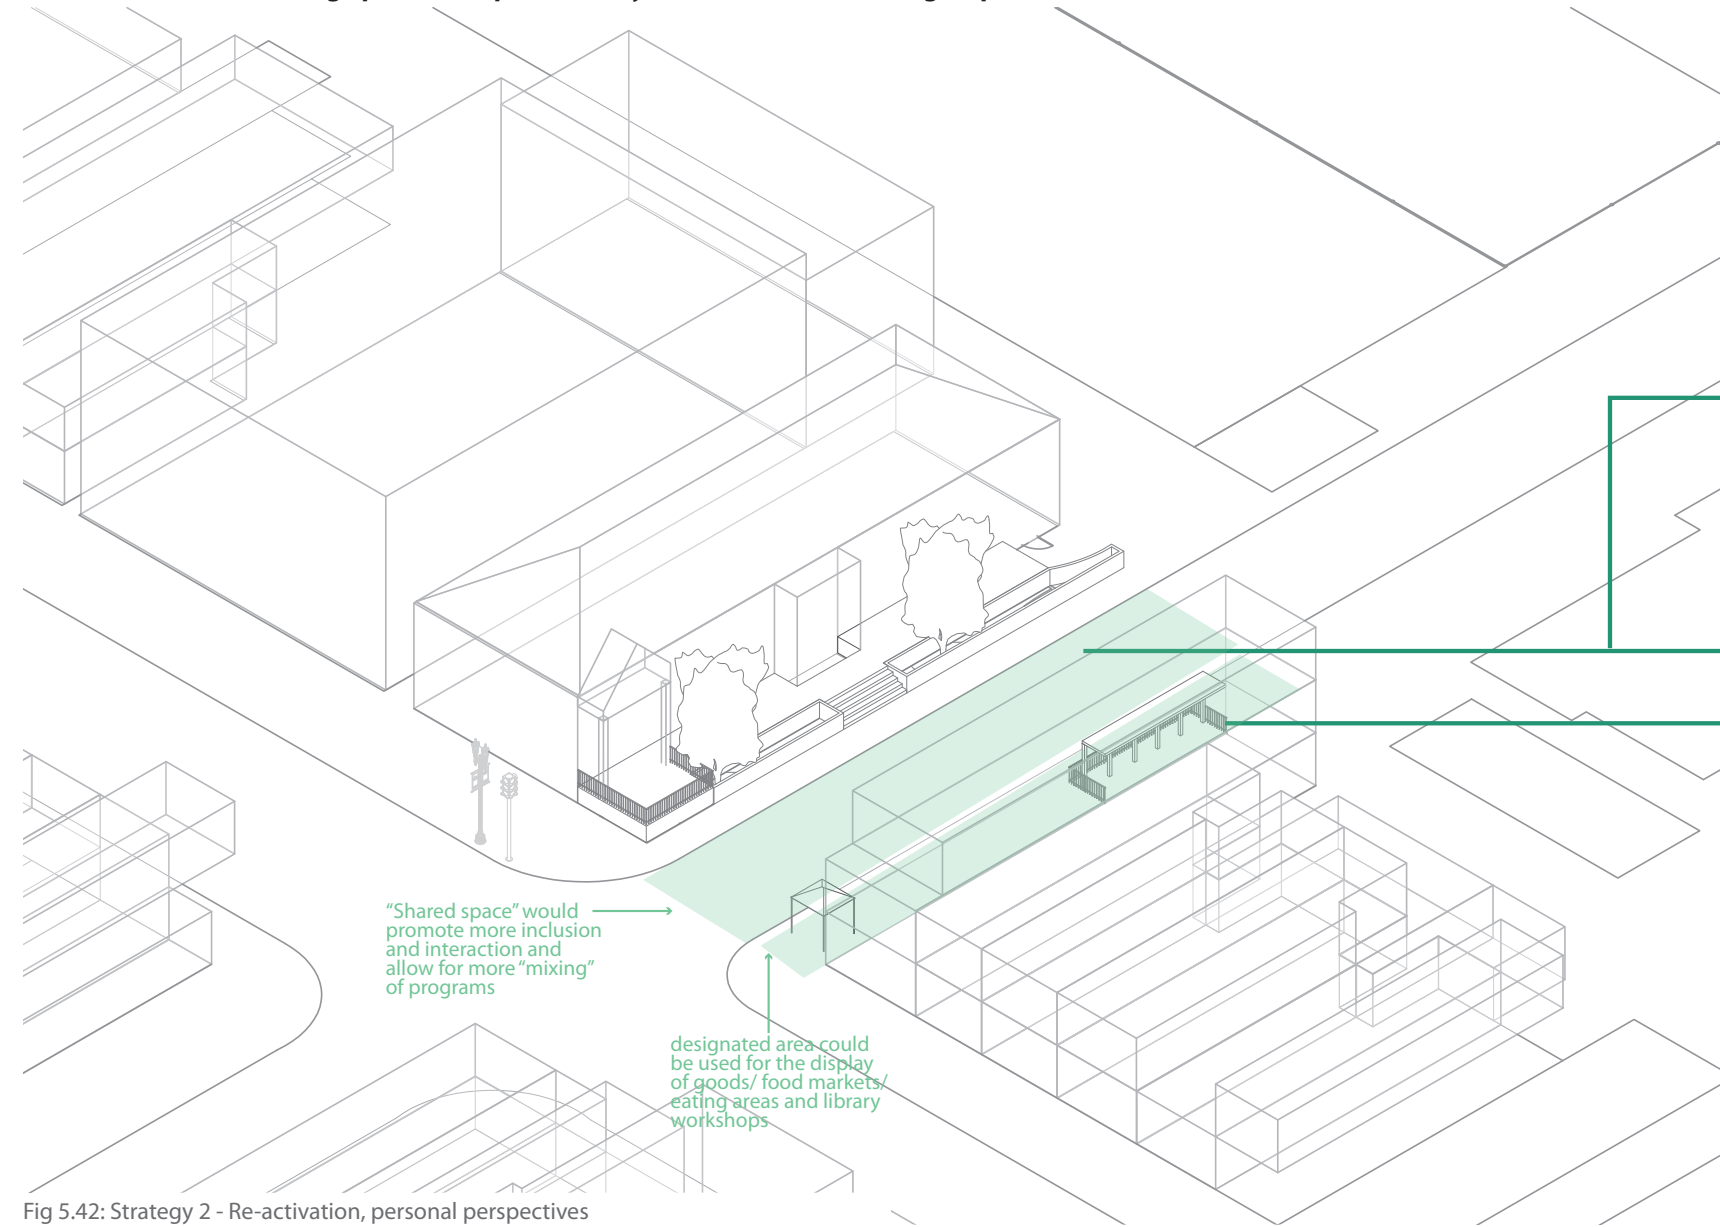 “Shared space” would
promote more inclusion
and interaction and
allow for more “mixing”
of programs
designated area could
be used for the display
of goods/ food markets/
eating areas and library
workshops
Fig 5.42: Strategy 2 - Re-activation, personal perspectives